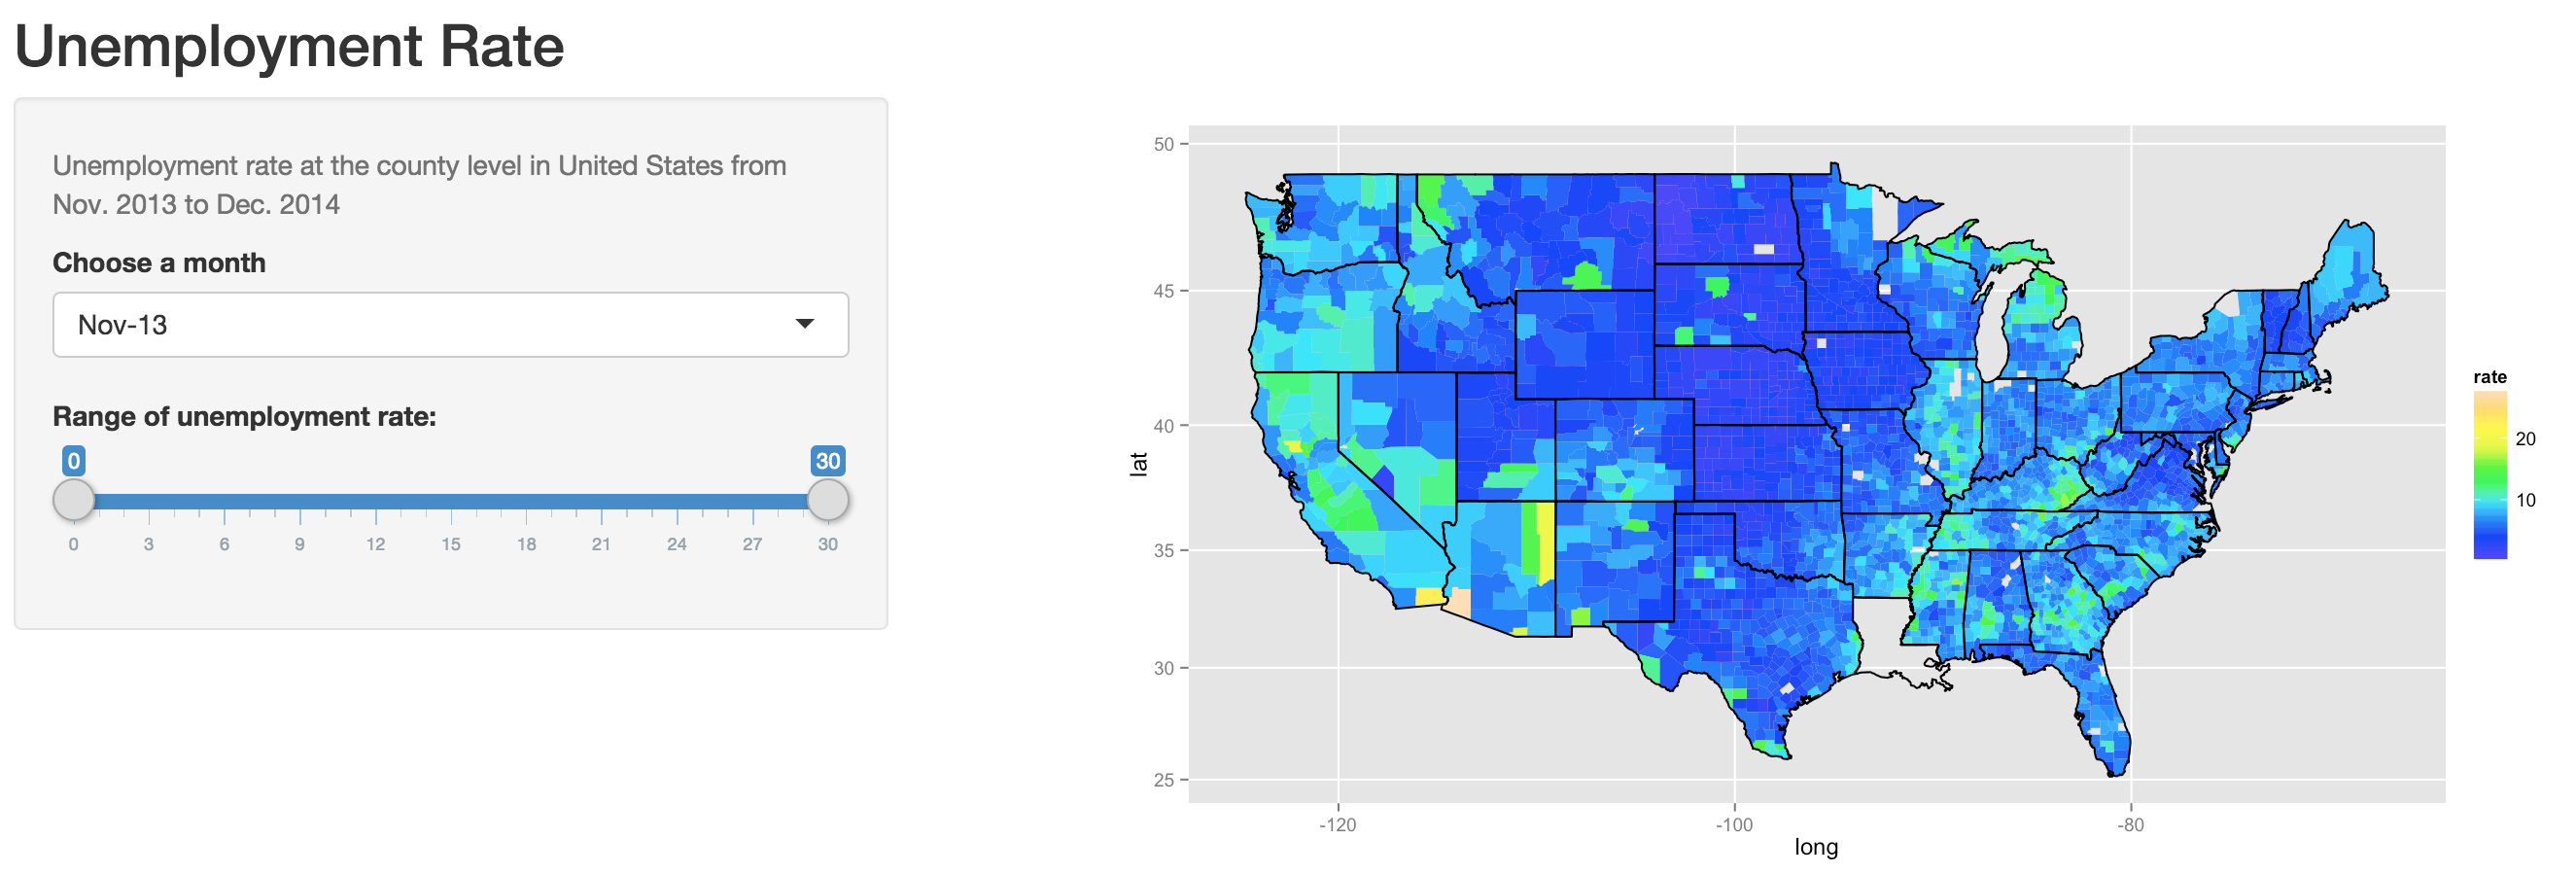 Unemployment Rate
Unemployment rate at the county level in United States from
Nov. 2013 to Dec. 2014
Choose a month
Nov-13
Range of unemployment rate:
0 30
0 3 6 9 12 15 18 21 24 27 30
50
45
40
35
30
25
lat
-120 -100 -80
long
rate
20
10